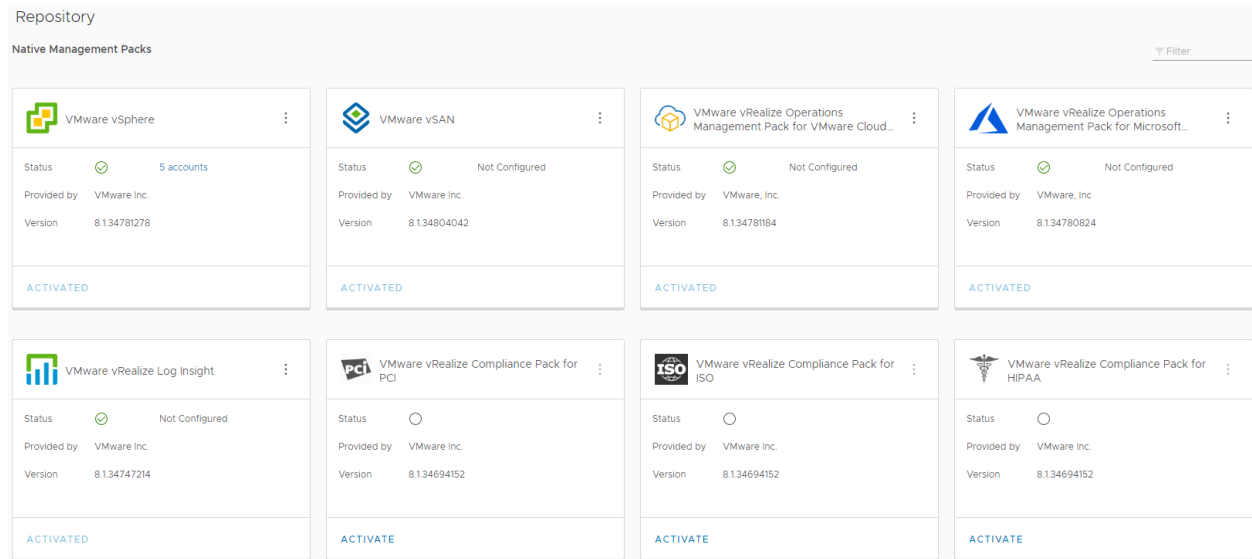 Repository
Native Management Packs
Filter
VMware vSphere
Status 5 accounts
Provided by VMware Inc.
Version 8.1.34781278
ACTIVATED
VMware vSAN
Status Not Configured
Provided by VMware Inc.
Version 8.1.34804042
ACTIVATED
VMware vRealize Operations
Management Pack for VMware Cloud...
Status Not Configured
Provided by VMware, Inc.
Version 8.1.34781184
ACTIVATED
VMware vRealize Operations
Management Pack for Microsoft...
Status Not Configured
Provided by VMware, Inc
Version 8.1.34780824
ACTIVATED
VMware vRealize Log Insight
Status Not Configured
Provided by VMware Inc.
Version 8.1.34747214
ACTIVATED
PCI
VMware vRealize Compliance Pack for
PCI
Status
Provided by VMware Inc.
Version 8.1.34694152
ACTIVATE
ISO
VMware vRealize Compliance Pack for
ISO
Status
Provided by VMware Inc.
Version 8.1.34694152
ACTIVATE
VMware vRealize Compliance Pack for
HIPAA
Status
Provided by VMware Inc.
Version 8.1.34694152
ACTIVATE